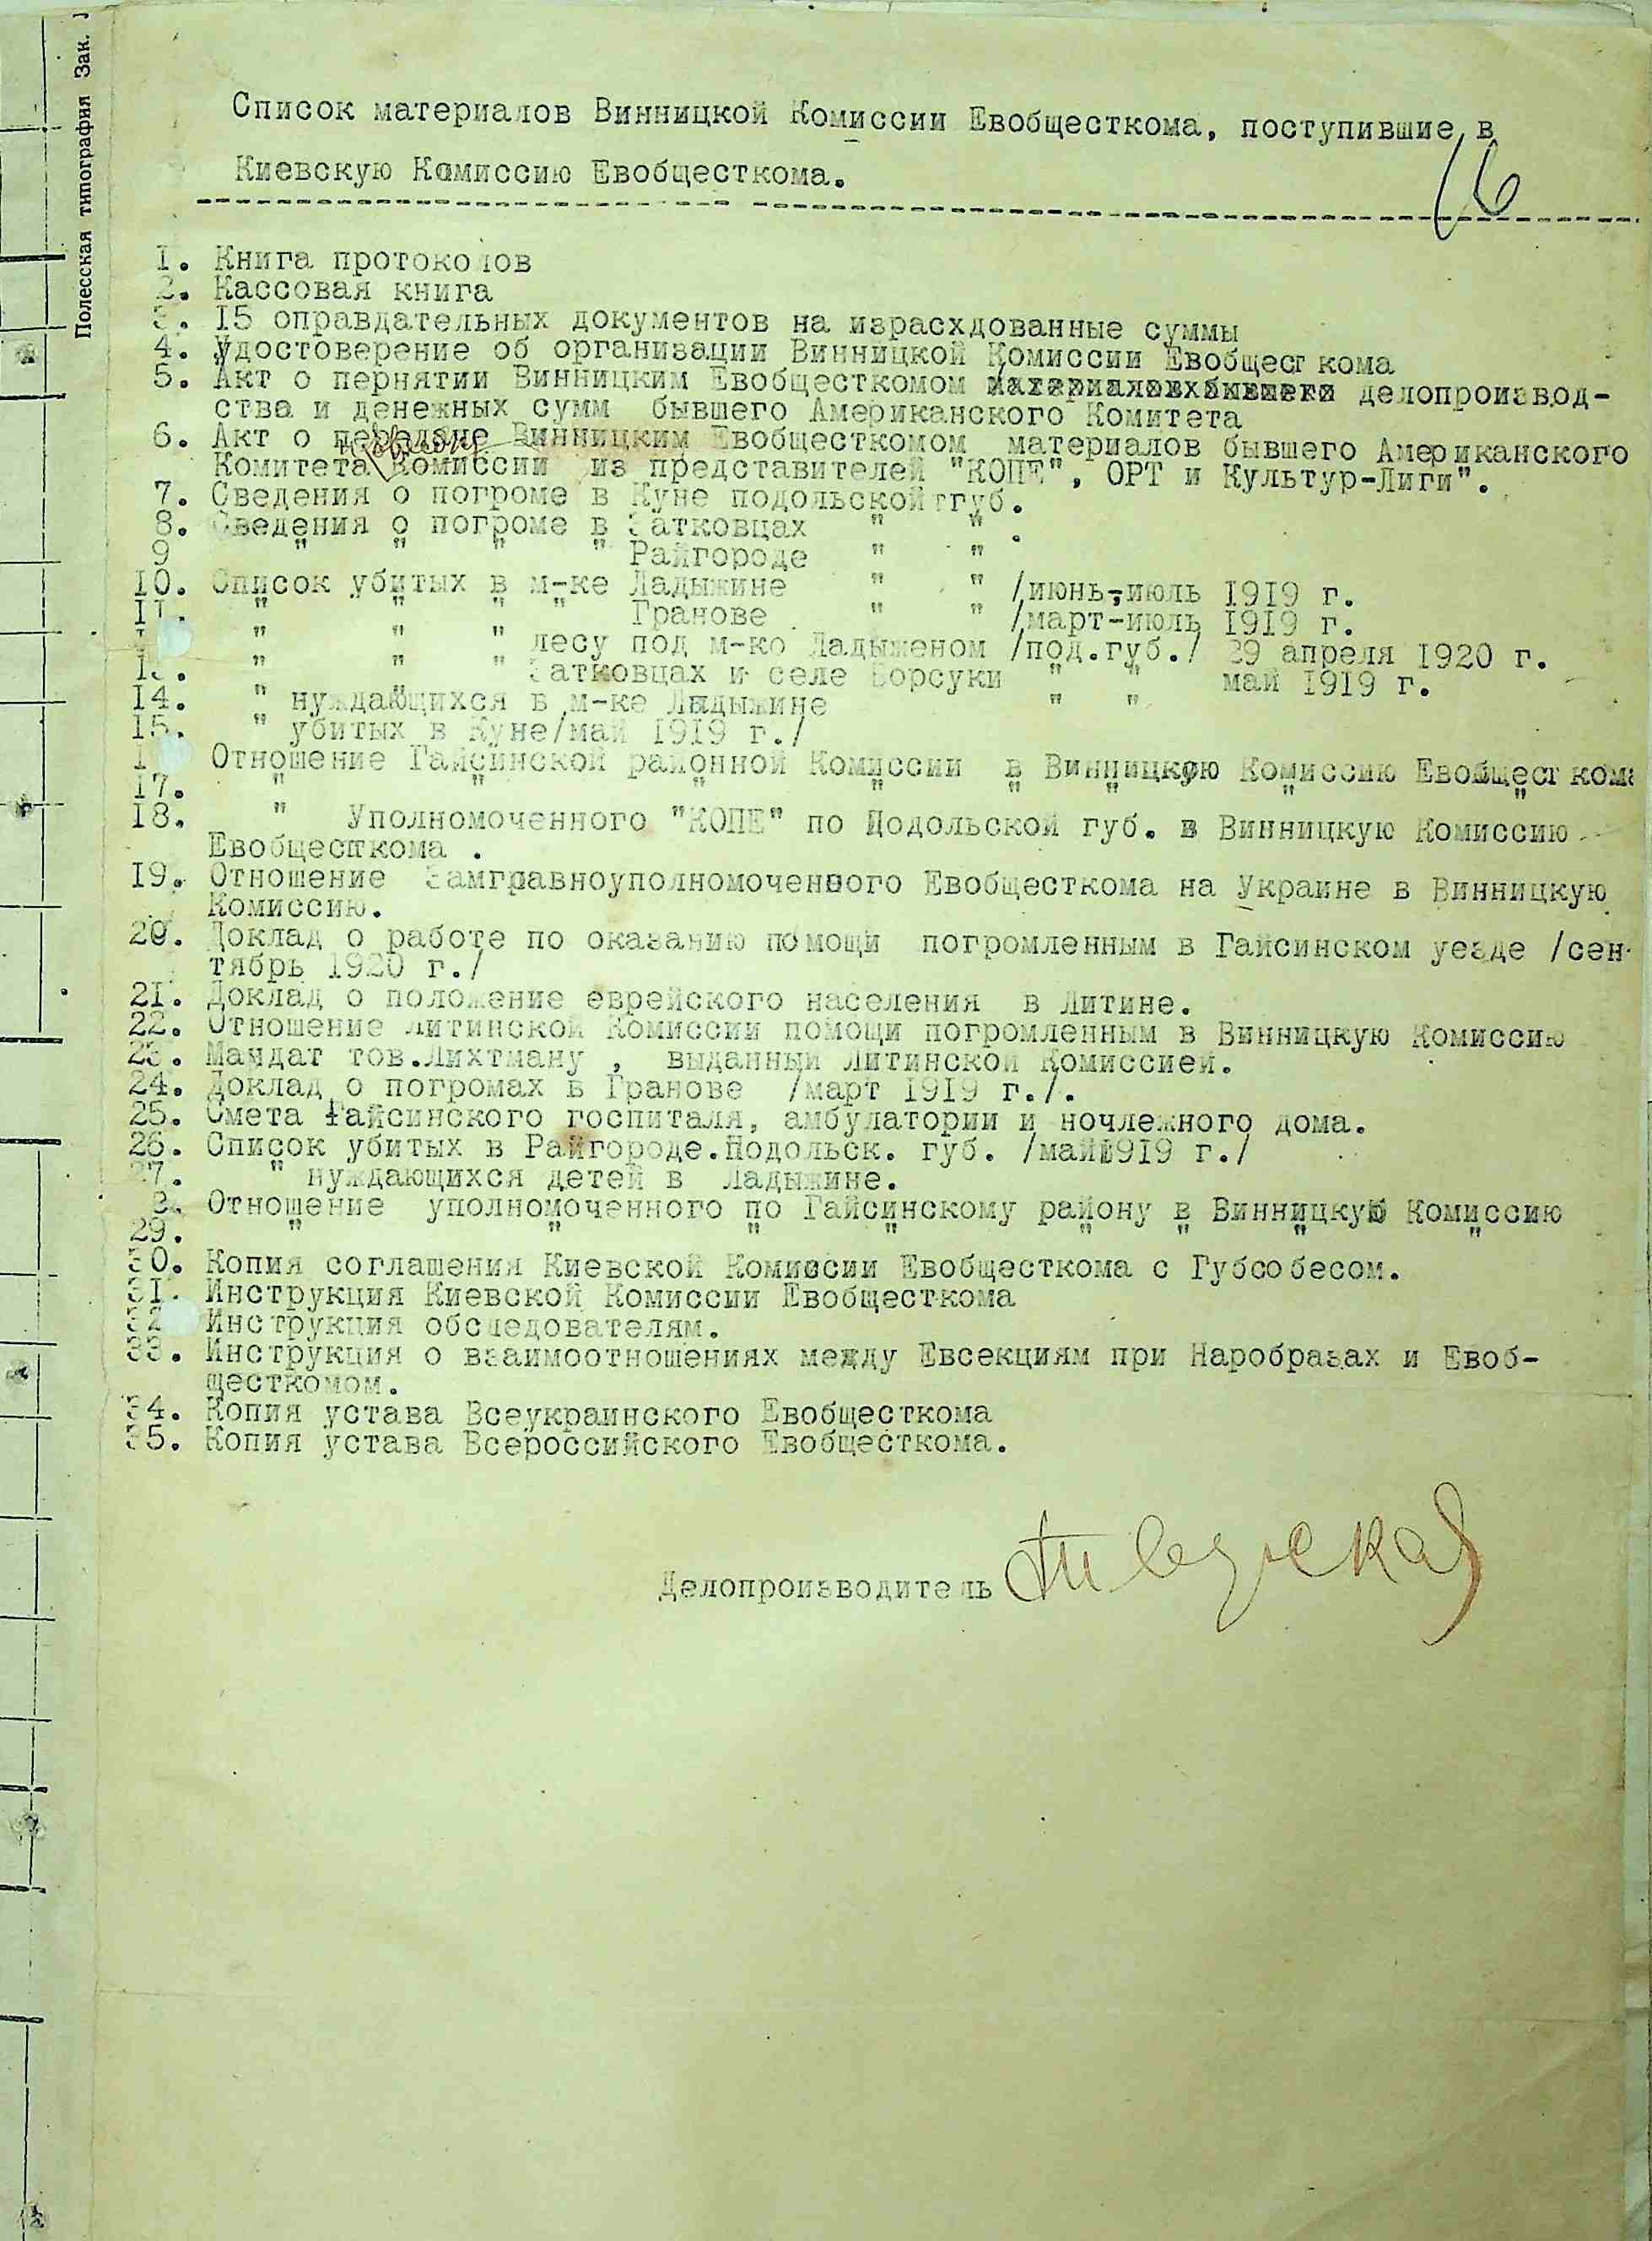 Полесская типография Зак.
Список материалов Винницкой Комиссии Евобщесткома, поступившие в
16
Киевскую Комиссию Евобщесткома.
1. Книга протоколов
2. Кассовая книга
3. 15 оправдательных документов на израсхдованные суммы
4. Удостоверение об организации Винницкой Комиссии Евобщесткома
5. Акт о пернятии Винницким Евобщесткомом делопроизвод-
ства и денежных сумм бывшего Американского Комитета
6. Акт о передаче Винницким Евобщесткомом материалов бывшего Американского
Комитета Комиссии из представителей "КОПЕ", ОРТ и Культур-Лиги".
7. Сведения о погроме в Куне подольской ггуб.
8. Сведения о погроме в Затковцах " " .
9 " " " " Райгороде " "
10. Список убитых в м-ке Ладыжине " " /июнь-июль 1919 г.
11. " " " " Гранове " " /март-июль 1919 г.
" " " лесу под м-ко Ладыженом /под.губ./ 29 апреля 1920 г.
13. " " " Затковцах и селе Борсуки " " май 1919 г.
14. " нуждающихся в м-ке Ладыжине " "
15. " убитых в Куне/май 1919 г./
1 Отношение Гайсинской районной Комиссии в Винницкую Комиссию Евобщесткома
17. " " " " " " " "
18. " Уполномоченного "КОПЕ" по Подольской губ. в Винницкую Комиссию
Евобщесткома .
19. Отношение Замглавноуполномоченного Евобщесткома на Украине в Винницкую
Комиссию.
20. Доклад о работе по оказанию помощи погромленным в Гайсинском уезде /сен-
тябрь 1920 г./
21. Доклад о положение еврейского населения в Литине.
22. Отношение Литинской Комиссии помощи погромленным в Винницкую Комиссию
23. Мандат тов.Лихтману , выданный Литинской Комиссией.
24. Доклад о погромах в Гранове /март 1919 г./.
25. Смета Гайсинского госпиталя, амбулатории и ночлежного дома.
26. Список убитых в Райгороде.Подольск. губ. /май1919 г./
27. " нуждающихся детей в Ладыжине.
8. Отношение уполномоченного по Гайсинскому району в Винницкую Комиссию
29. " " " " " " " "
30. Копия соглашения Киевской Комиссии Евобщесткома с Губсобесом.
31. Инструкция Киевской Комиссии Евобщесткома
32 Инструкция обследователям.
33. Инструкция о взаимоотношениях между Евсекциям при Наробразах и Евоб-
щесткомом.
34. Копия устава Всеукраинского Евобщесткома
35. Копия устава Всероссийского Евобщесткома.
Делопроизводитель